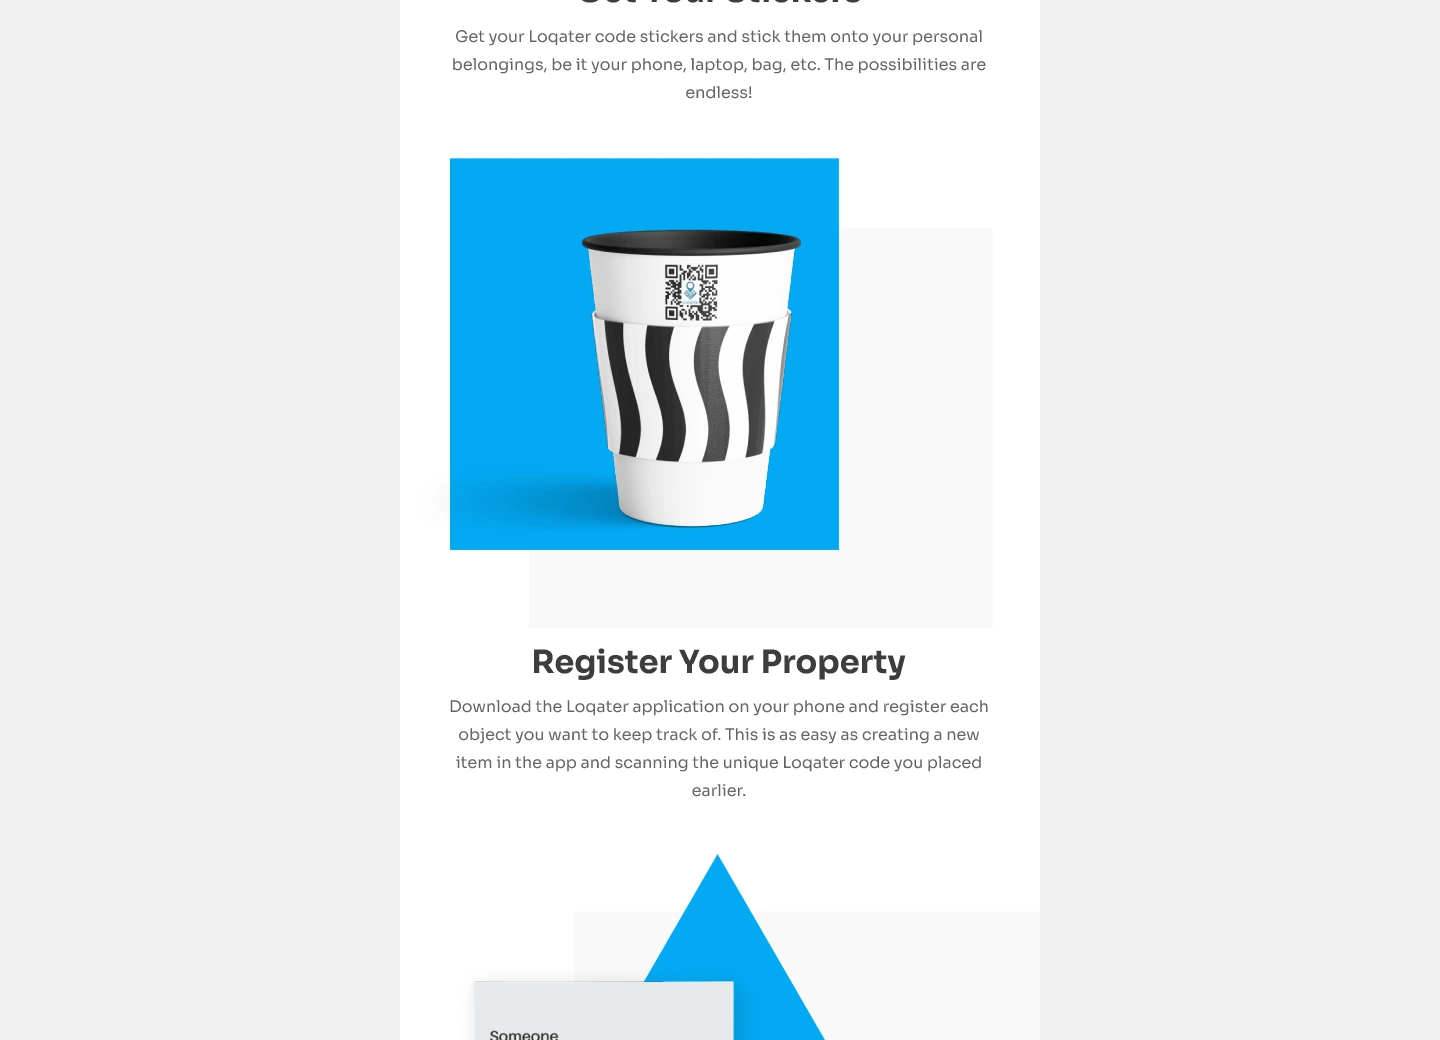 Get Your Stickers
Get your Loqater code stickers and stick them onto your personal
belongings, be it your phone, laptop, bag, etc. The possibilities are
endless!
Register Your Property
Download the Loqater application on your phone and register each
object you want to keep track of. This is as easy as creating a new
item in the app and scanning the unique Loqater code you placed
earlier.
Someone